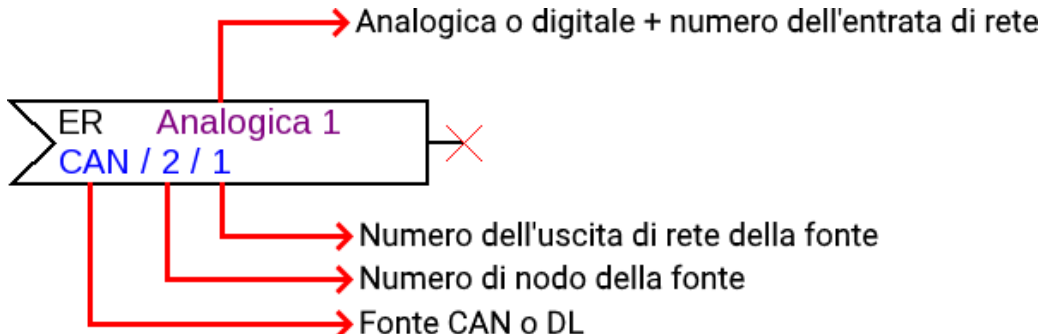 Analogica o digitale + numero dell'entrata di rete
ER Analogica 1
CAN / 2 / 1
Numero dell'uscita di rete della fonte
Numero di nodo della fonte
Fonte CAN o DL